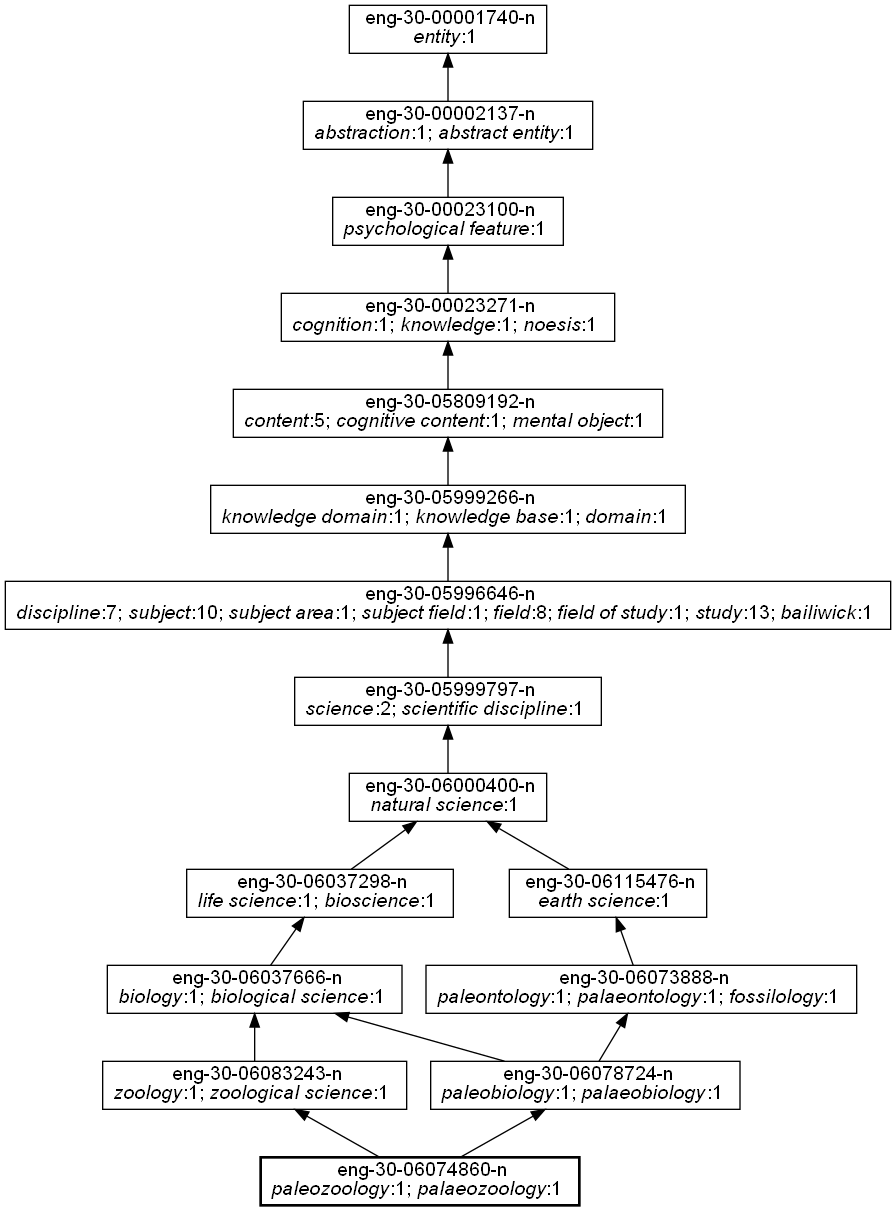 eng-30-00001740-n
entity:1
eng-30-00002137-n
abstraction:1; abstract entity:1
eng-30-00023100-n
psychological feature:1
eng-30-00023271-n
cognition:1; knowledge:1; noesis:1
eng-30-05809192-n
content:5; cognitive content:1; mental object:1
eng-30-05999266-n
knowledge domain:1; knowledge base:1; domain:1
eng-30-05996646-n
discipline:7; subject:10; subject area:1; subject field:1; field:8; field of study:1; study:13; bailiwick:1
eng-30-05999797-n
science:2; scientific discipline:1
eng-30-06000400-n
natural science:1
eng-30-06037298-n
life science:1; bioscience:1
eng-30-06115476-n
earth science:1
eng-30-06037666-n
biology:1; biological science:1
eng-30-06073888-n
paleontology:1; palaeontology:1; fossilology:1
eng-30-06083243-n
zoology:1; zoological science:1
eng-30-06078724-n
paleobiology:1; palaeobiology:1
eng-30-06074860-n
paleozoology:1; palaeozoology:1